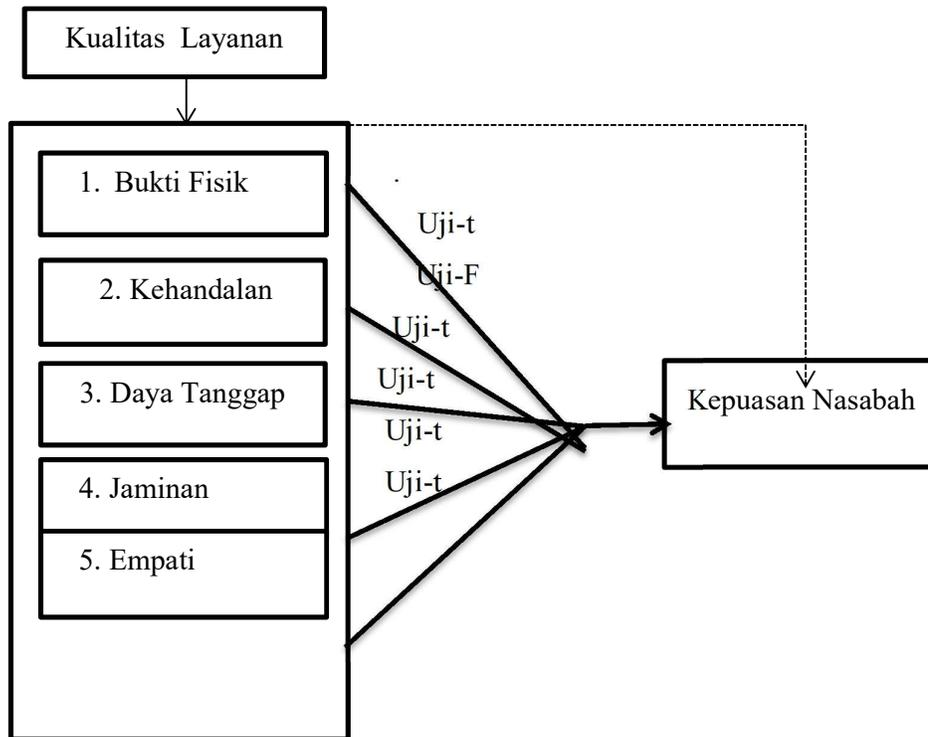 Kualitas Layanan
1. Bukti Fisik
Uji-t
Uji-F
2. Kehandalan
Uji-t
3. Daya Tanggap
Uji-t
Kepuasan Nasabah
Uji-t
4. Jaminan
Uji-t
5. Empati